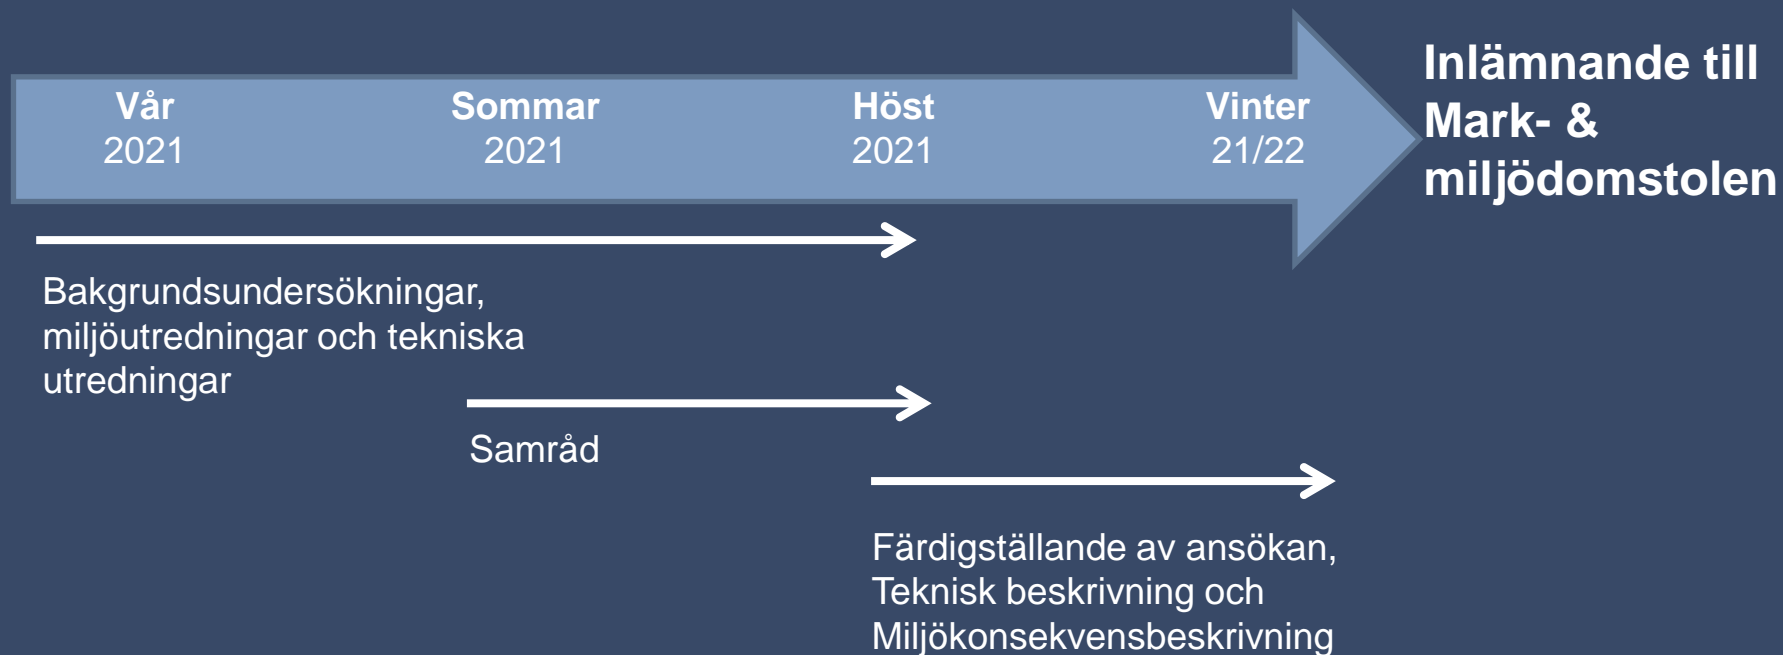 Vår
2021
Sommar
2021
Höst
2021
Vinter
21/22
Inlämnande till
Mark- &
miljödomstolen
Bakgrundsundersökningar,
miljöutredningar och tekniska
utredningar
Samråd
Färdigställande av ansökan,
Teknisk beskrivning och
Miljökonsekvensbeskrivning